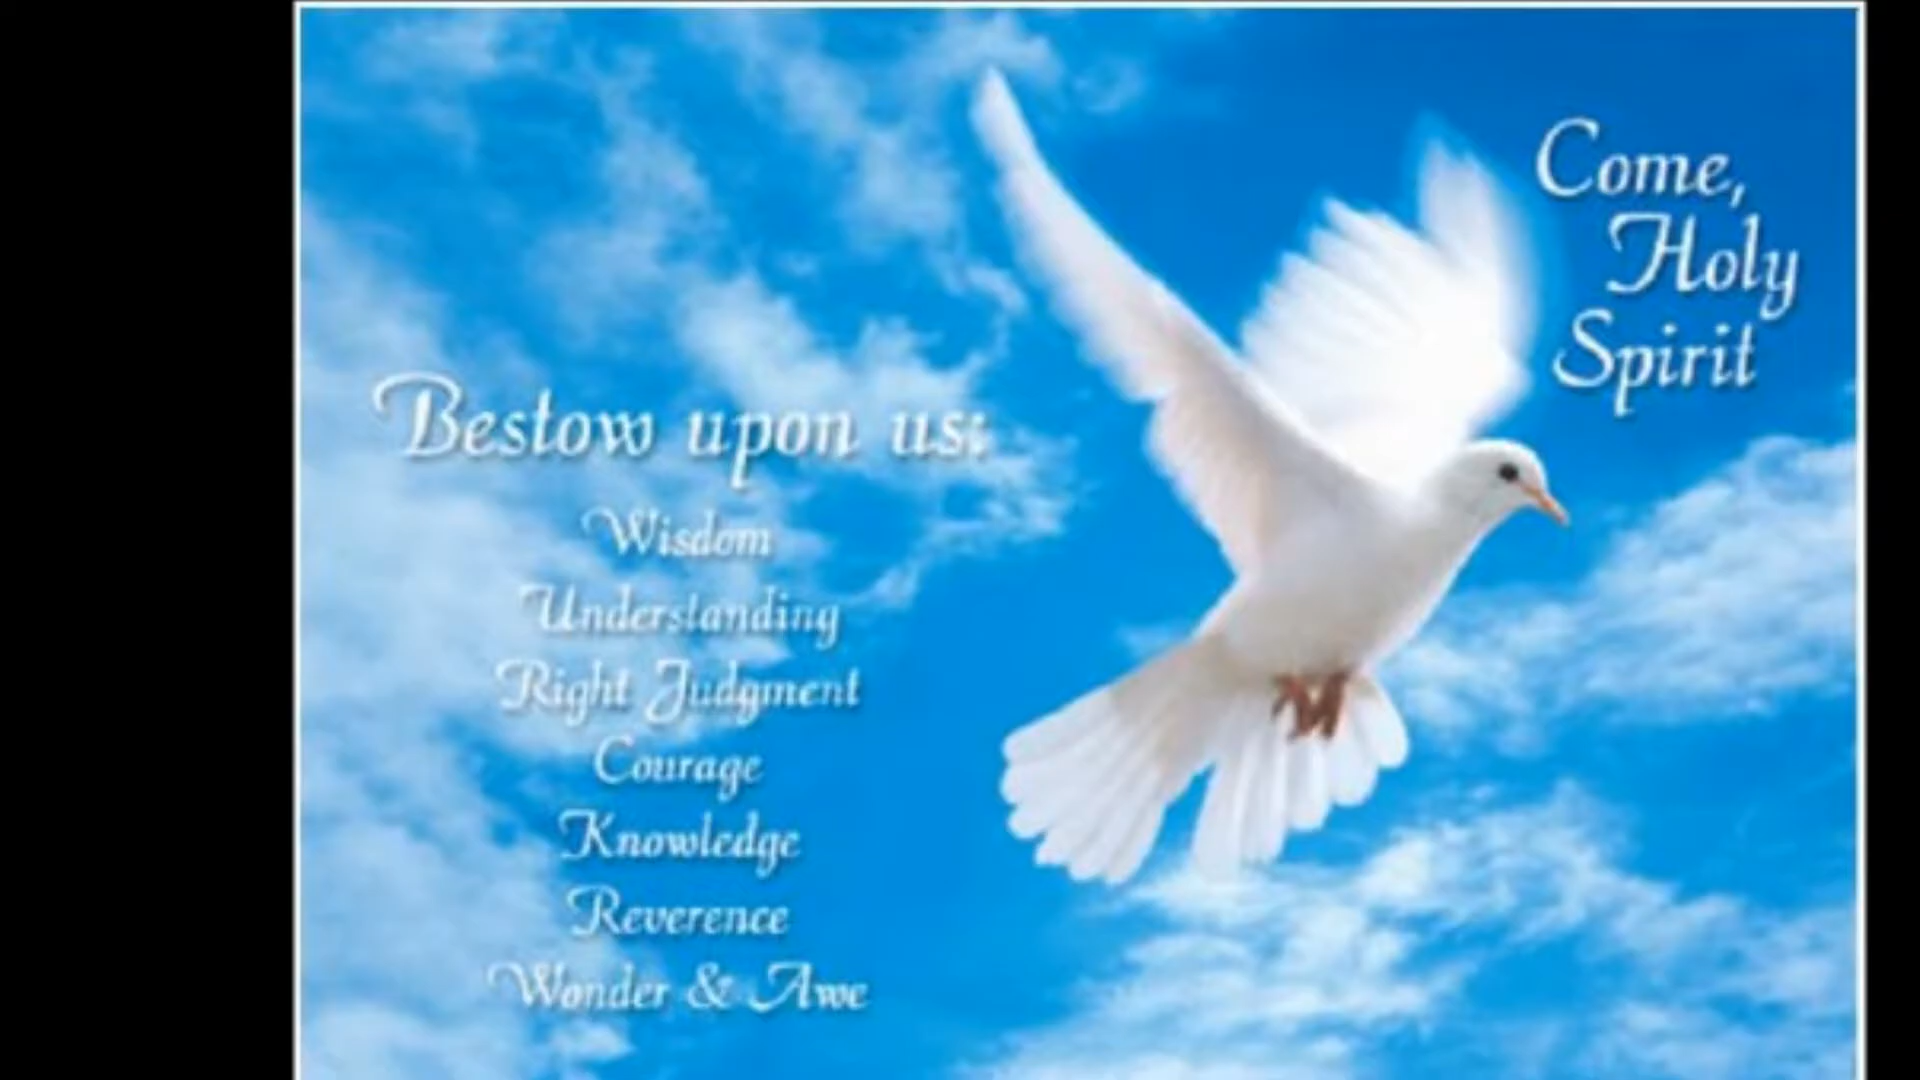 Come,
Holy
Spirit
Bestow upon us:
Wisdom
Understanding
Right Judgment
Courage
Knowledge
Reverence
Wonder & Awe